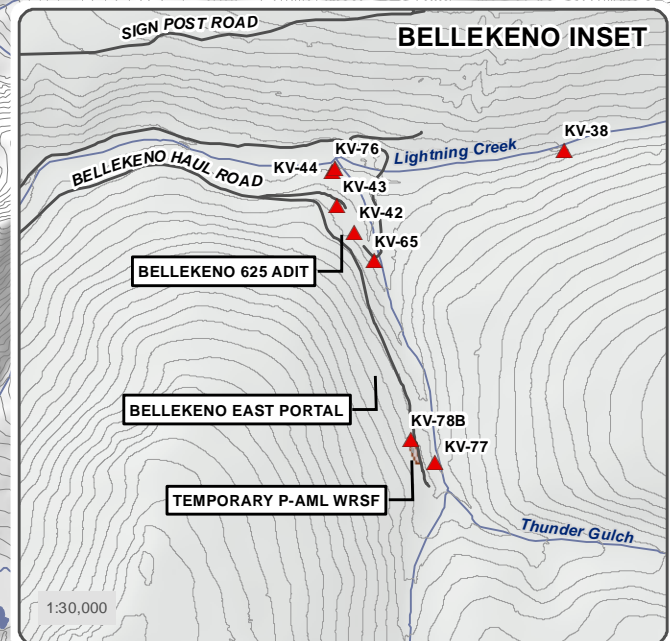 SIGN POST ROAD
BELLEKENO INSET
KV-38
KV-76
Lightning Creek
KV-44
BELLEKENO HAUL ROAD
KV-43
KV-42
KV-65
BELLEKENO 625 ADIT
BELLEKENO EAST PORTAL
KV-78B
KV-77
TEMPORARY P-AML WRSF
Thunder Gulch
1:30,000